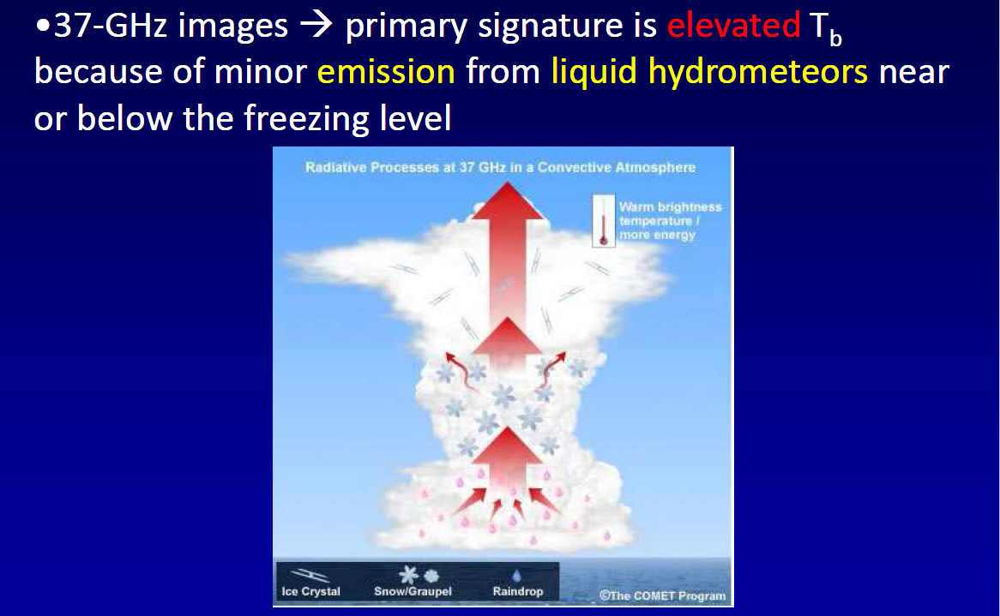 •37-GHz images → primary signature is elevated Tb
because of minor emission from liquid hydrometeors near
or below the freezing level
Radiative Processes at 37 GHz in a Convective Atmosphere
Warm brightness
temperature /
more energy
Ice Crystal
Snow/Graupel
Raindrop
©The COMET Program